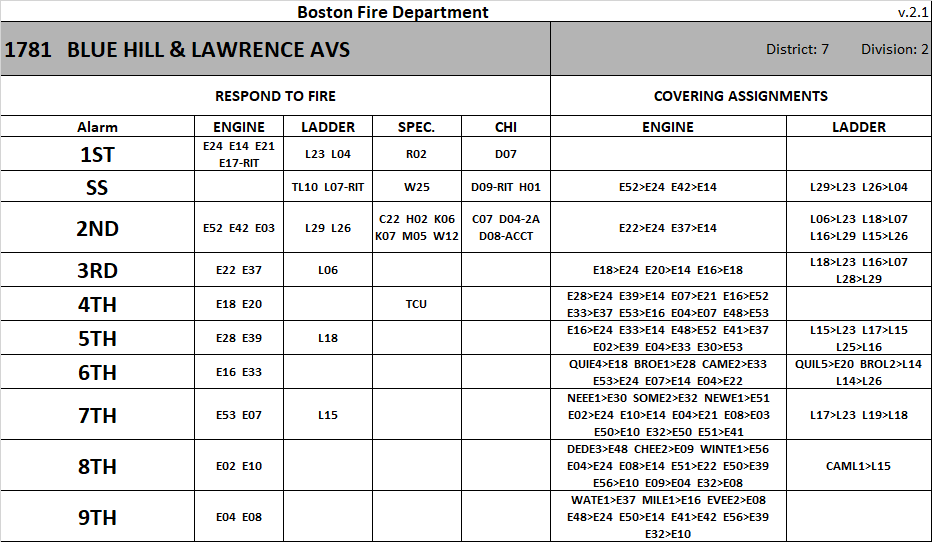 Boston Fire Department v.2.1
1781 BLUE HILL & LAWRENCE AVS District: 7 Division: 2
RESPOND TO FIRE COVERING ASSIGNMENTS
Alarm ENGINE LADDER SPEC. CHI ENGINE LADDER
1ST
E24 E14 E21
E17-RIT
L23 L04
R02
D07
SS
TL10 L07-RIT
W25
D09-RIT H01
E52>E24 E42>E14
L29>L23 L26>L04
2ND
E52 E42 E03
L29 L26
C22 H02 K06
K07 M05 W12
C07 D04-2A
D08-ACCT
E22>E24 E37>E14
L06>L23 L18>L07
L16>L29 L15>L26
3RD
E22 E37
L06
E18>E24 E20>E14 E16>E18
L18>L23 L16>L07
L28>L29
4TH
E18 E20
TCU
E28>E24 E39>E14 E07>E21 E16>E52
E33>E37 E53>E16 E04>E07 E48>E53
5TH
E28 E39
L18
E16>E24 E33>E14 E48>E52 E41>E37
E02>E39 E04>E33 E30>E53
L15>L23 L17>L15
L25>L16
6TH
E16 E33
QUIE4>E18 BROE1>E28 CAME2>E33
E53>E24 E07>E14 E04>E22
QUIL5>E20 BROL2>L14
L14>L26
7TH
E53 E07
L15
NEEE1>E30 SOME2>E32 NEWE1>E51
E02>E24 E10>E14 E04>E21 E08>E03
E50>E10 E32>E50 E51>E41
L17>L23 L19>L18
8TH
E02 E10
DEDE3>E48 CHEE2>E09 WINTE1>E56
E04>E24 E08>E14 E51>E22 E50>E39
E56>E10 E09>E04 E32>E08
CAML1>L15
9TH
E04 E08
WATE1>E37 MILE1>E16 EVEE2>E08
E48>E24 E50>E14 E41>E42 E56>E39
E32>E10